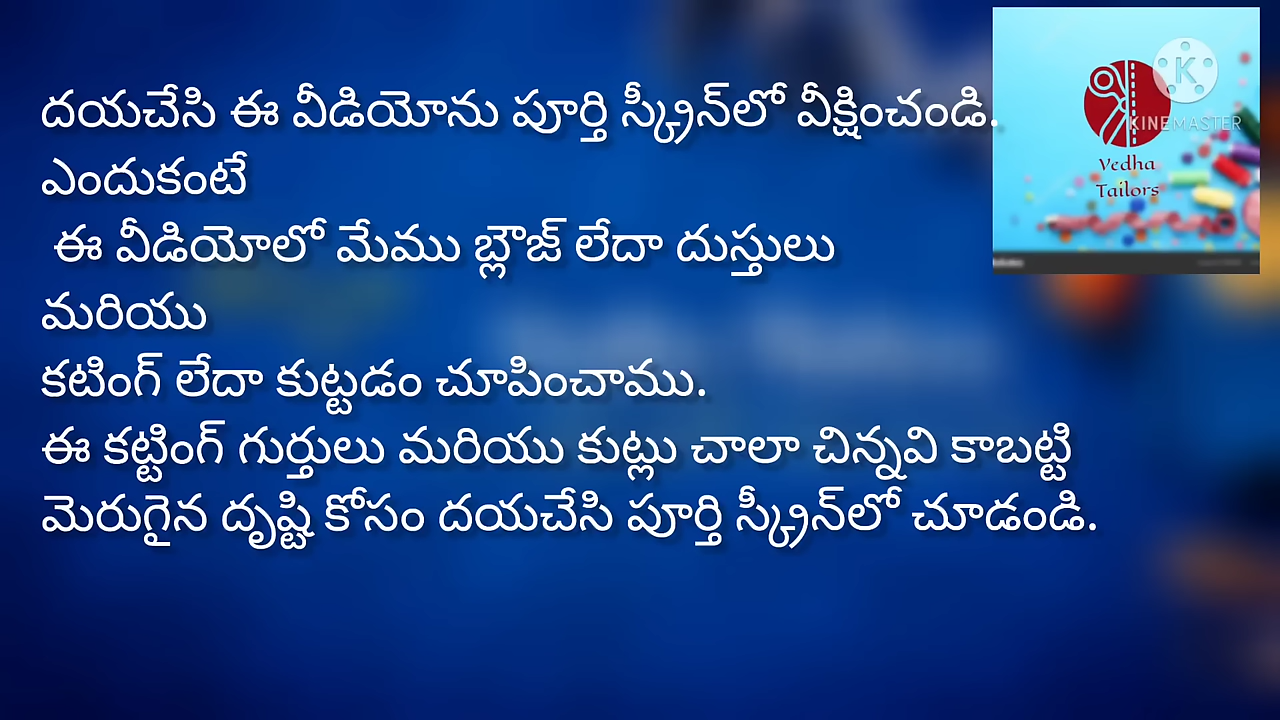 దయచేసి ఈ వీడియోను పూర్తి స్క్రీన్‌లో వీక్షించండి.
ఎందుకంటే
ఈ వీడియోలో మేము బ్లౌజ్ లేదా దుస్తులు
మరియు
కటింగ్ లేదా కుట్టడం చూపించాము.
ఈ కట్టింగ్ గుర్తులు మరియు కుట్లు చాలా చిన్నవి కాబట్టి
మెరుగైన దృష్టి కోసం దయచేసి పూర్తి స్క్రీన్‌లో చూడండి.
K
KINEMASTER
Vedha
Tailors